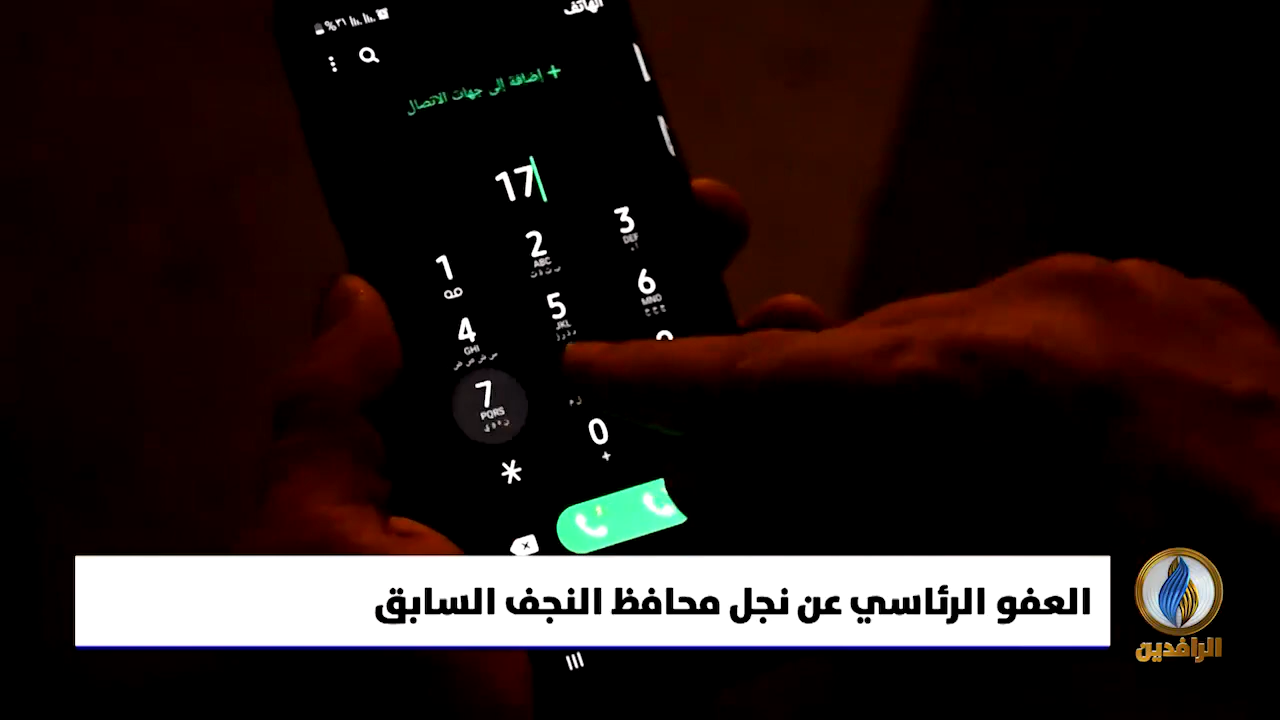 الهاتف
%٣١
+ إضافة إلى جهات الاتصال
17
1
2
ABC
ب ت ة ث
3
DEF
ا ء
4
GHI
س ش ص ض
5
JKL
د ذ ر ز
6
MNO
ج ح خ
7
PQRS
ن ه و ي
0
+
*
العفو الرئاسي عن نجل محافظ النجف السابق
الرافدين